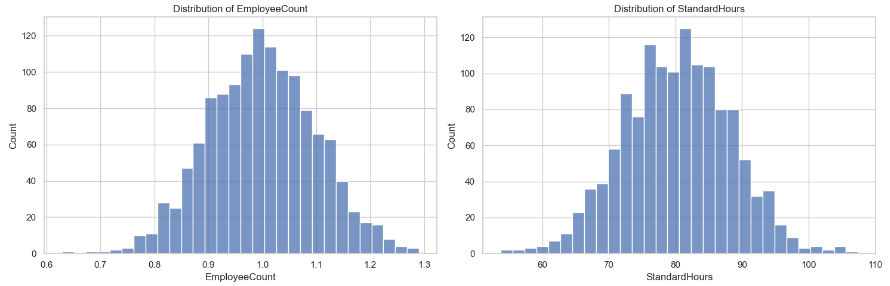 Distribution of EmployeeCount
120
100
80
60
40
20
0
Count
0.6 0.7 0.8 0.9 1.0 1.1 1.2 1.3
EmployeeCount
Distribution of StandardHours
120
100
80
60
40
20
0
Count
60 70 80 90 100 110
StandardHours